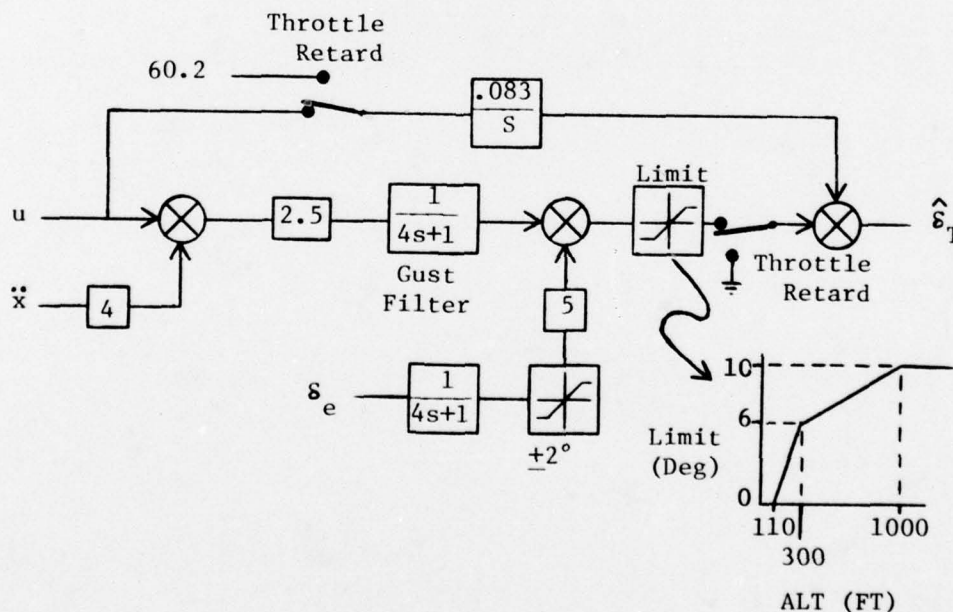 Throttle
Retard
60.2
.083
S
Limit
u
2.5
1
4s+1
Gust
Filter
δ̂T
Throttle
Retard
ẍ
4
5
δe
1
4s+1
±2°
10
6
Limit
(Deg)
0
110
300
1000
ALT (FT)